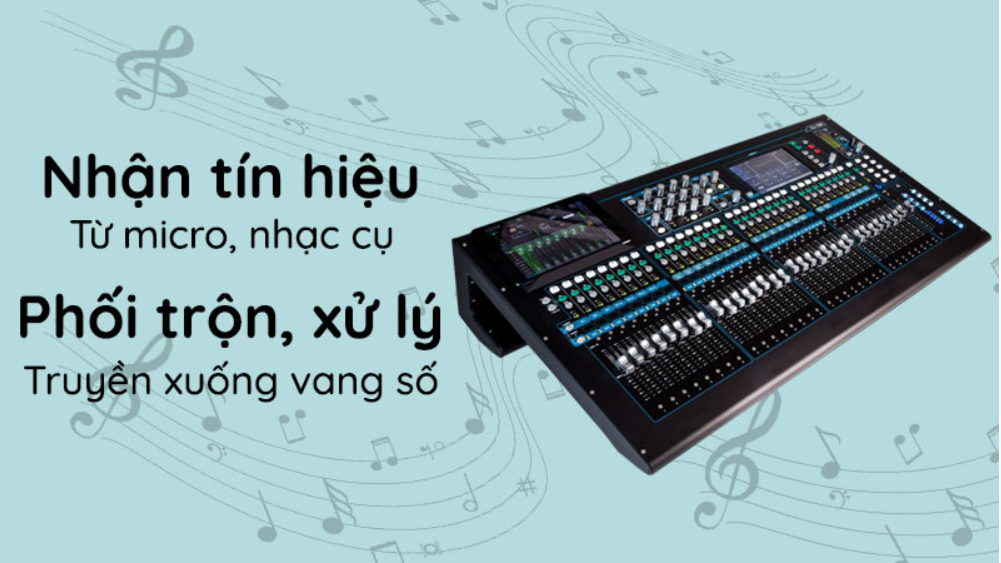 Nhận tín hiệu
Từ micro, nhạc cụ
Phối trộn, xử lý
Truyền xuống vang số